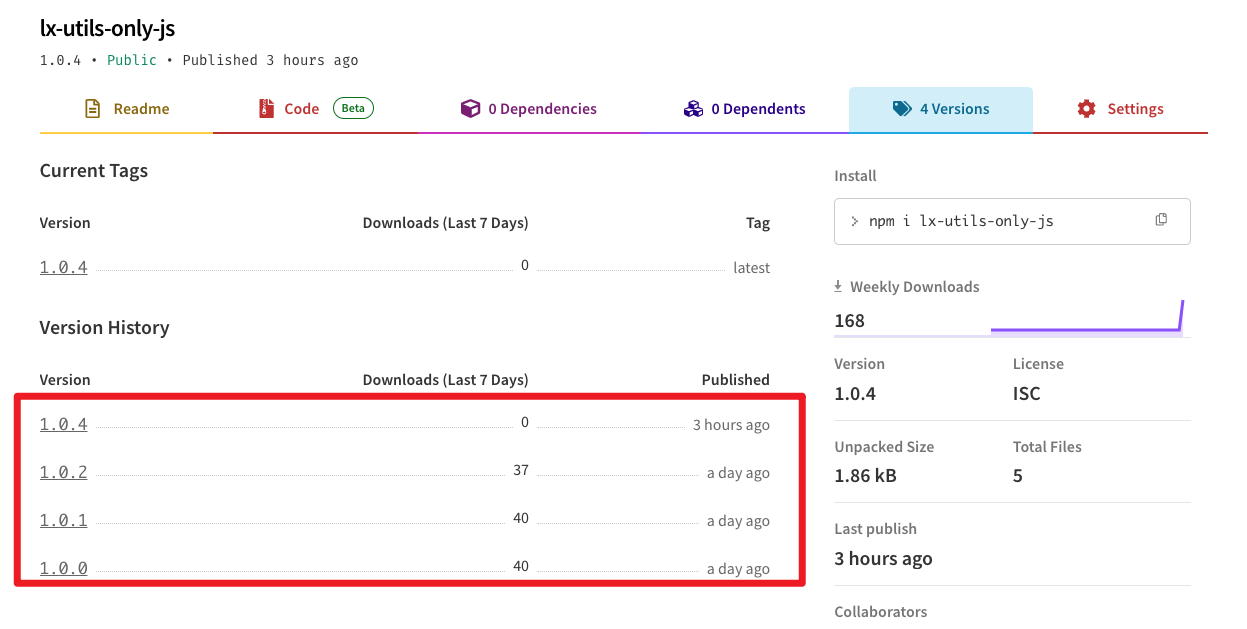 lx-utils-only-js
1.0.4 • Public • Published 3 hours ago
Readme
Code Beta
0 Dependencies
0 Dependents
4 Versions
Settings
Current Tags
Version Downloads (Last 7 Days) Tag
1.0.4 0 latest
Version History
Version Downloads (Last 7 Days) Published
1.0.4 0 3 hours ago
1.0.2 37 a day ago
1.0.1 40 a day ago
1.0.0 40 a day ago
Install
> npm i lx-utils-only-js
Weekly Downloads
168
Version License
1.0.4 ISC
Unpacked Size Total Files
1.86 kB 5
Last publish
3 hours ago
Collaborators